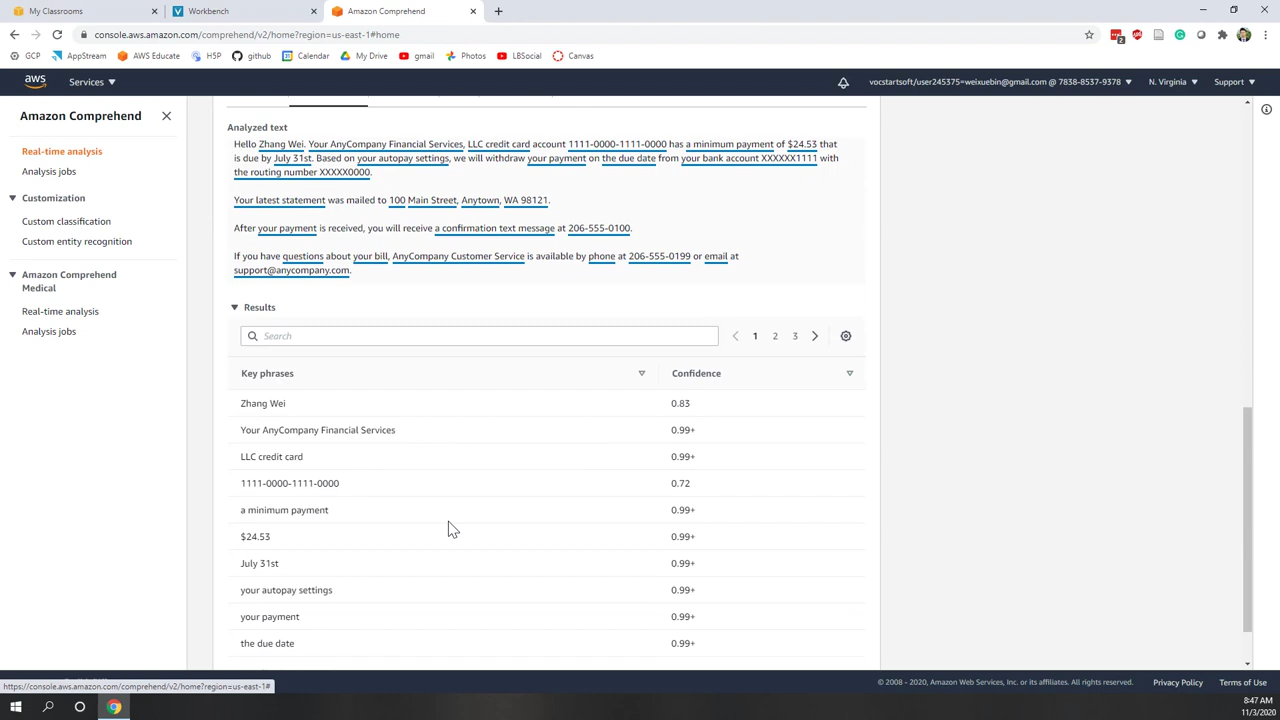 My Classrooms
Workbench
Amazon Comprehend
console.aws.amazon.com/comprehend/v2/home?region=us-east-1#home
2
GCP AppStream AWS Educate H5P github Calendar My Drive gmail Photos LBSocial Canvas
aws Services vocstartsoft/user245375=weixuebin@gmail.com @ 7838-8537-9378 N. Virginia Support
Amazon Comprehend
Real-time analysis
Analysis jobs
Customization
Custom classification
Custom entity recognition
Amazon Comprehend
Medical
Real-time analysis
Analysis jobs
Analyzed text
Hello Zhang Wei. Your AnyCompany Financial Services, LLC credit card account 1111-0000-1111-0000 has a minimum payment of $24.53 that
is due by July 31st. Based on your autopay settings, we will withdraw your payment on the due date from your bank account XXXXXX1111 with
the routing number XXXXX0000.
Your latest statement was mailed to 100 Main Street, Anytown, WA 98121.
After your payment is received, you will receive a confirmation text message at 206-555-0100.
If you have questions about your bill, AnyCompany Customer Service is available by phone at 206-555-0199 or email at
support@anycompany.com.
Results
Search
1 2 3
Key phrases Confidence
Zhang Wei 0.83
Your AnyCompany Financial Services 0.99+
LLC credit card 0.99+
1111-0000-1111-0000 0.72
a minimum payment 0.99+
$24.53 0.99+
July 31st 0.99+
your autopay settings 0.99+
your payment 0.99+
the due date 0.99+
https://console.aws.amazon.com/comprehend/v2/home?region=us-east-1#
© 2008 - 2020, Amazon Web Services, Inc. or its affiliates. All rights reserved. Privacy Policy Terms of Use
8:47 AM
11/3/2020